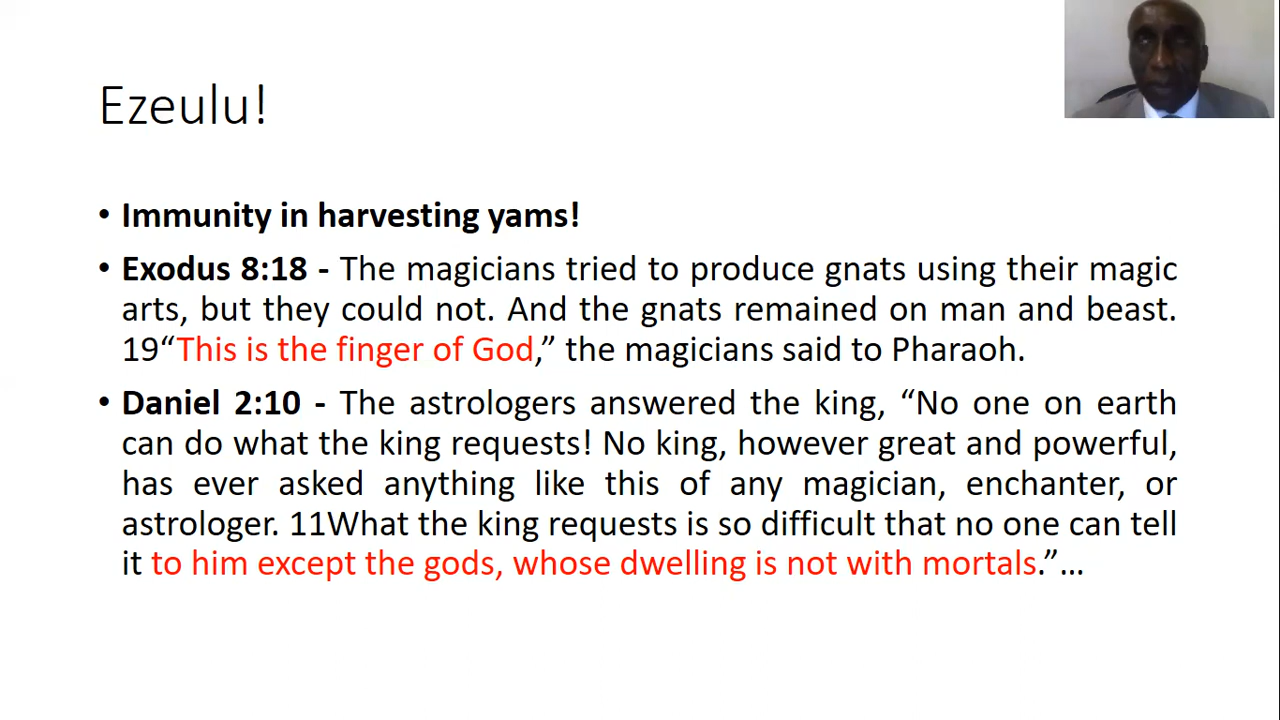 Ezeulu!
• Immunity in harvesting yams!
• Exodus 8:18 - The magicians tried to produce gnats using their magic
arts, but they could not. And the gnats remained on man and beast.
19“This is the finger of God,” the magicians said to Pharaoh.
• Daniel 2:10 - The astrologers answered the king, “No one on earth
can do what the king requests! No king, however great and powerful,
has ever asked anything like this of any magician, enchanter, or
astrologer. 11What the king requests is so difficult that no one can tell
it to him except the gods, whose dwelling is not with mortals.”…